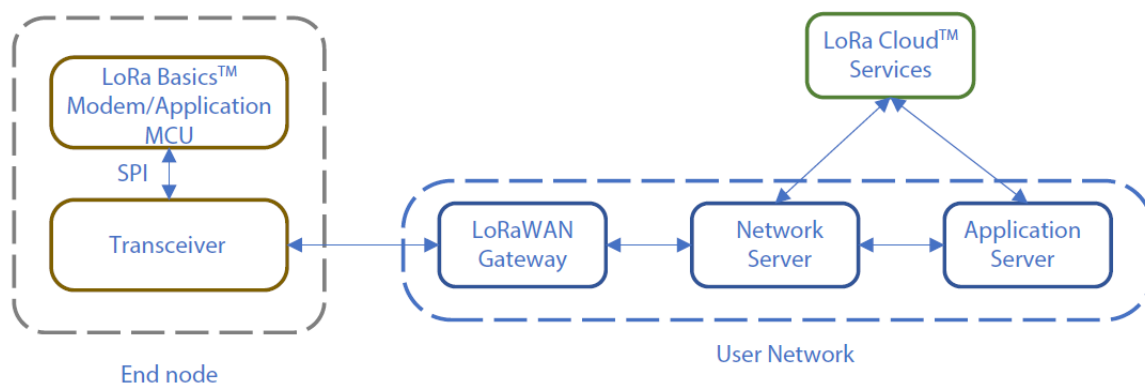 LoRa Basics™
Modem/Application
MCU
SPI
Transceiver
End node
LoRa Cloud™
Services
LoRaWAN
Gateway
Network
Server
Application
Server
User Network